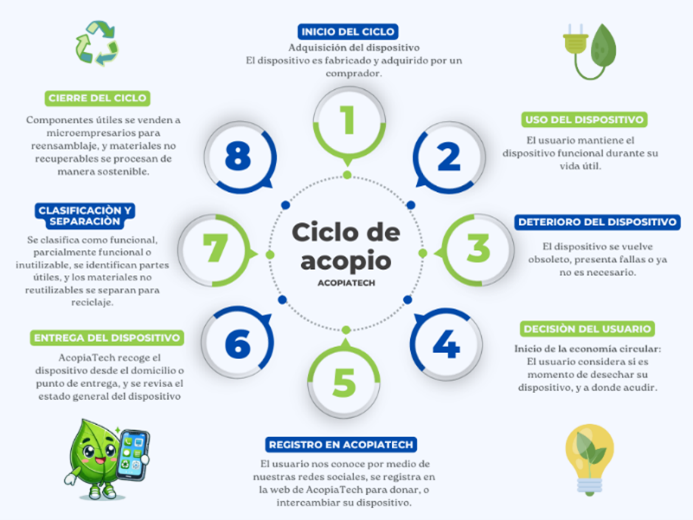 INICIO DEL CICLO
Adquisición del dispositivo
El dispositivo es fabricado y adquirido por un
comprador.
1
USO DEL DISPOSITIVO
El usuario mantiene el
dispositivo funcional durante su
vida útil.
2
DETERIORO DEL DISPOSITIVO
El dispositivo se vuelve
obsoleto, presenta fallas o ya
no es necesario.
3
DECISIÒN DEL USUARIO
Inicio de la economía circular:
El usuario considera si es
momento de desechar su
dispositivo, y a donde acudir.
4
REGISTRO EN ACOPIATECH
El usuario nos conoce por medio de
nuestras redes sociales, se registra en
la web de AcopiaTech para donar, o
intercambiar su dispositivo.
5
ENTREGA DEL DISPOSITIVO
AcopiaTech recoge el
dispositivo desde el domicilio o
punto de entrega, y se revisa el
estado general del dispositivo
6
CLASIFICACIÒN Y
SEPARACIÒN
Se clasifica como funcional,
parcialmente funcional o
inutilizable, se identifican partes
útiles, y los materiales no
reutilizables se separan para
reciclaje.
7
CIERRE DEL CICLO
Componentes útiles se venden a
microempresarios para
reensamblaje, y materiales no
recuperables se procesan de
manera sostenible.
8
Ciclo de
acopio
ACOPIATECH